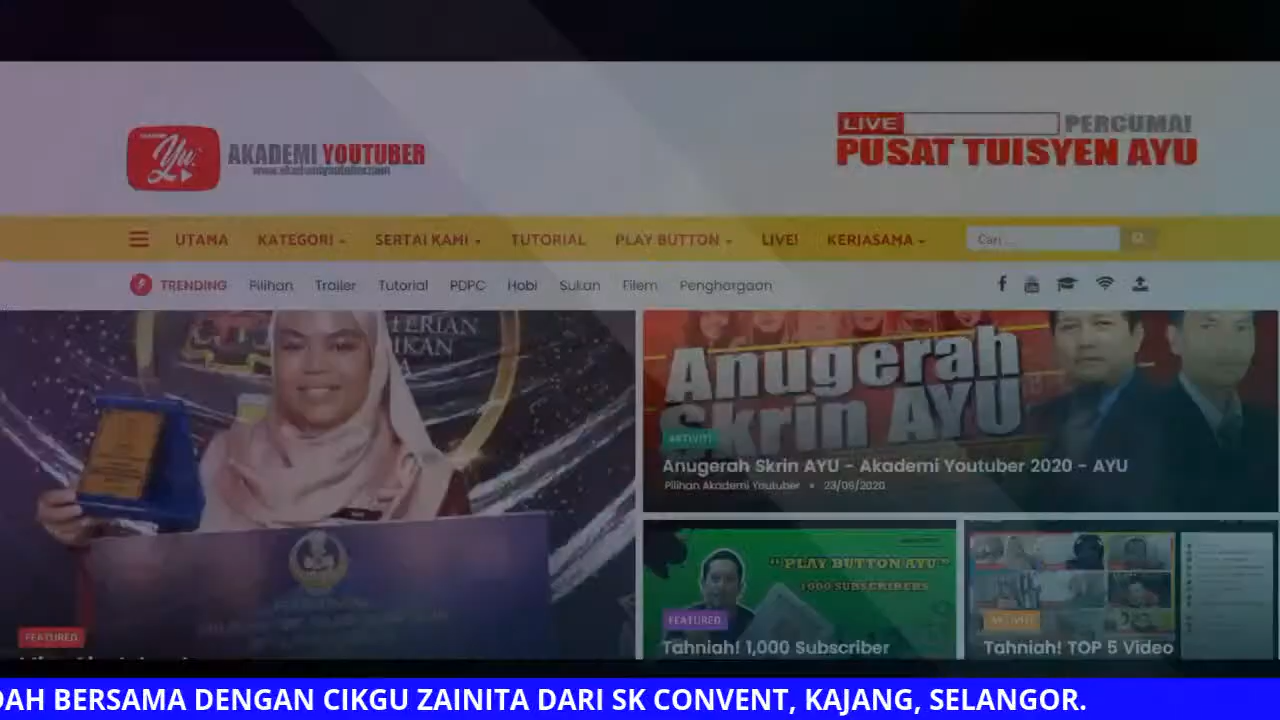 AKADEMI YOUTUBER
www.akademiyoutuber.com
LIVE
PERCUMA!
PUSAT TUISYEN AYU
UTAMA KATEGORI SERTAI KAMI TUTORIAL PLAY BUTTON LIVE! KERJASAMA Cari ...
TRENDING Pilihan Trailer Tutorial PDPC Hobi Sukan Filem Penghargaan
Anugerah
Skrin AYU
AKTIVITI
Anugerah Skrin AYU - Akademi Youtuber 2020 - AYU
Pilihan Akademi Youtuber • 23/06/2020
"PLAY BUTTON AYU"
1000 SUBSCRIBERS
FEATURED
FEATURED
Tahniah! 1,000 Subscriber
AKTIVITI
Tahniah! TOP 5 Video
DAH BERSAMA DENGAN CIKGU ZAINITA DARI SK CONVENT, KAJANG, SELANGOR.